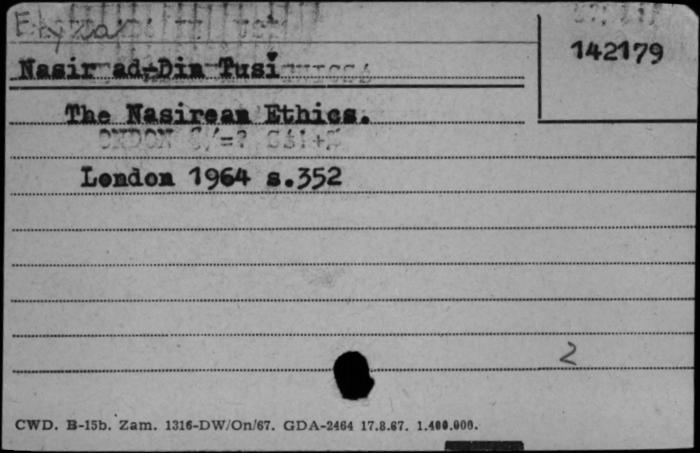 142179
Nasir ad-Din Tusi
The Nasirean Ethics.
London 1964 s.352
2
CWD. B-15b. Zam. 1316-DW/On/67. GDA-2464 17.8.67. 1.400.000.